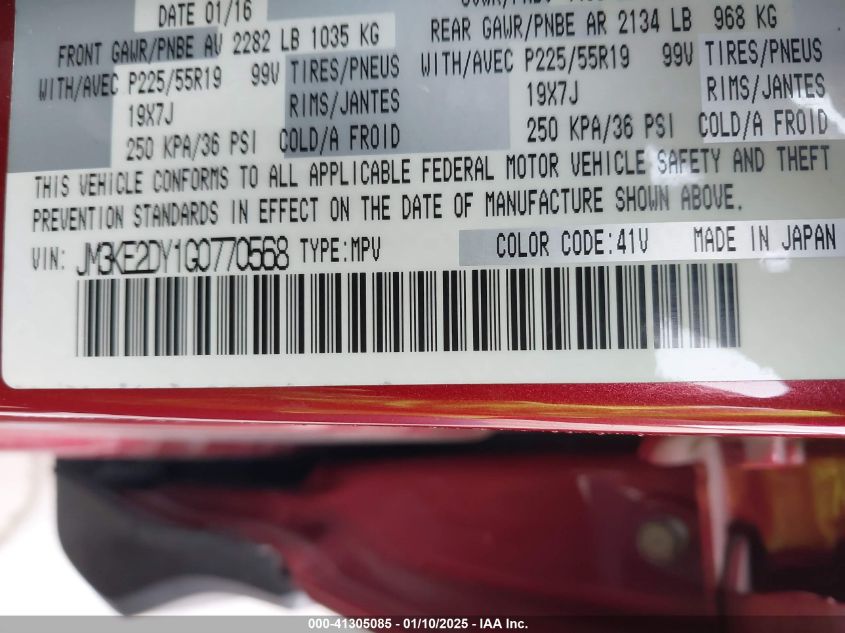 DATE 01/16
FRONT GAWR/PNBE AV 2282 LB 1035 KG
WITH/AVEC P225/55R19 99V TIRES/PNEUS
19X7J RIMS/JANTES
250 KPA/36 PSI COLD/A FROID
REAR GAWR/PNBE AR 2134 LB 968 KG
WITH/AVEC P225/55R19 99V TIRES/PNEUS
19X7J RIMS/JANTES
250 KPA/36 PSI COLD/A FROID
THIS VEHICLE CONFORMS TO ALL APPLICABLE FEDERAL MOTOR VEHICLE SAFETY AND THEFT
PREVENTION STANDARDS IN EFFECT ON THE DATE OF MANUFACTURE SHOWN ABOVE.
VIN: JM3KE2DY1G0770568 TYPE:MPV COLOR CODE:41V MADE IN JAPAN
000-41305085 - 01/10/2025 - IAA Inc.